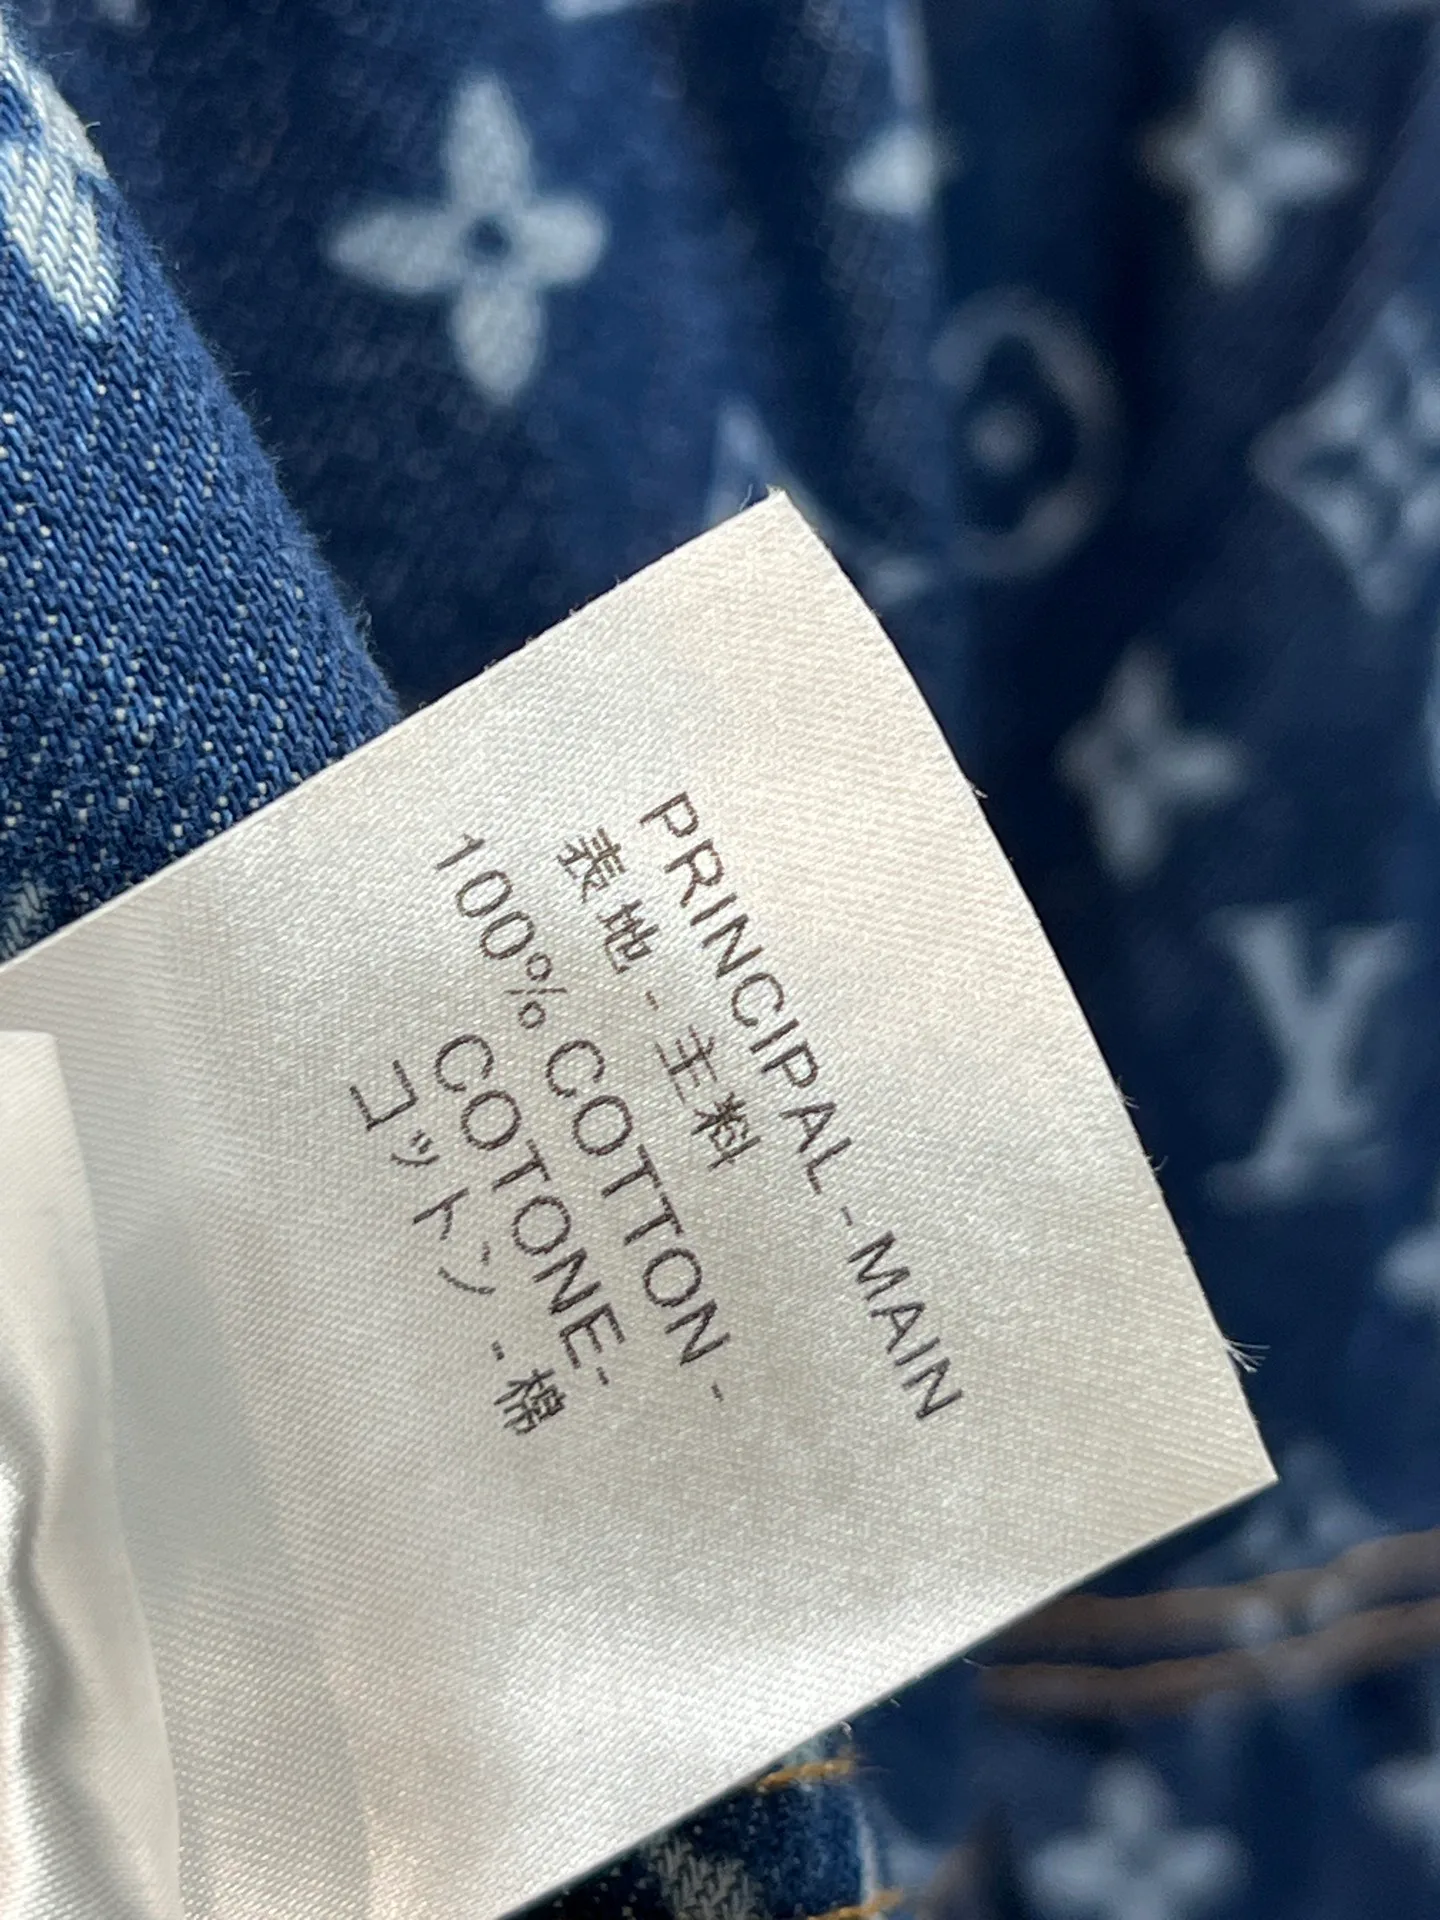 PRINCIPAL - MAIN
表地 - 主料
100% COTTON -
COTONE -
コットン - 棉